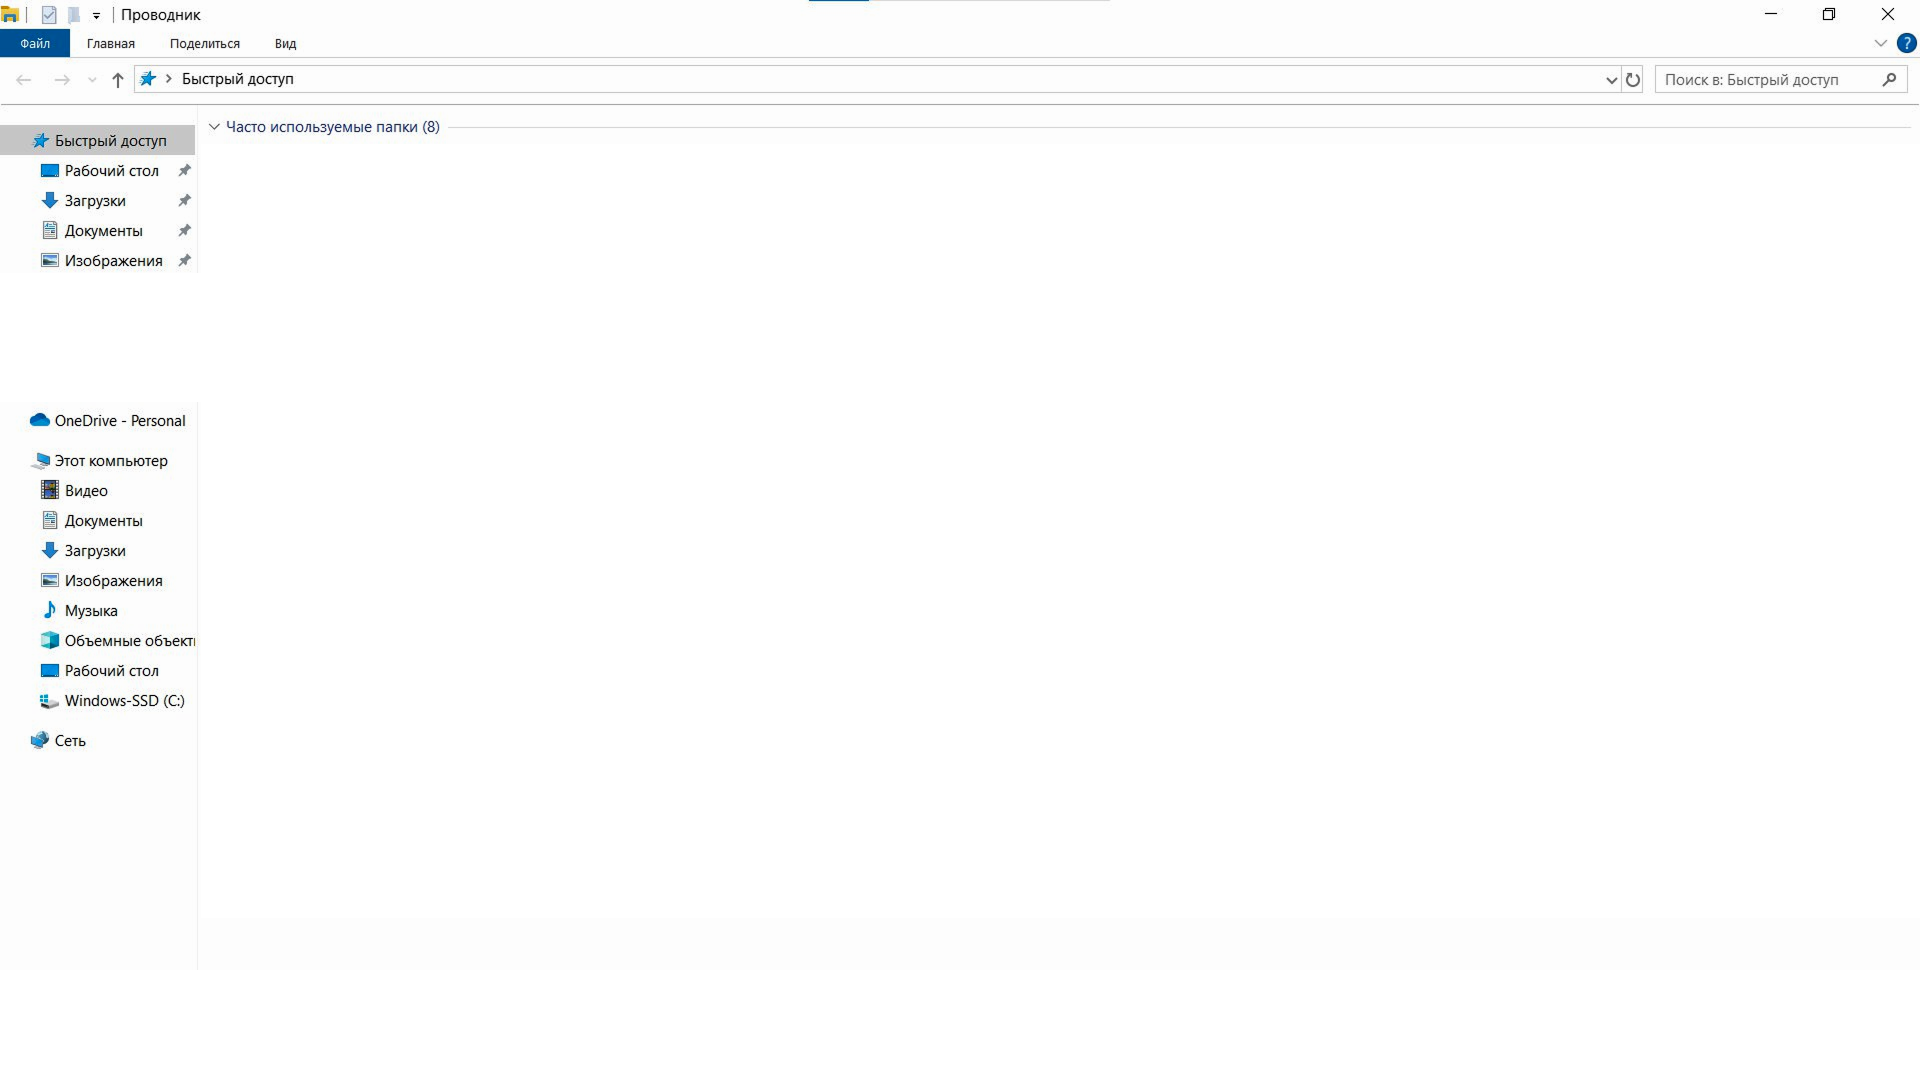 Проводник
Файл Главная Поделиться Вид
Быстрый доступ Поиск в: Быстрый доступ
Часто используемые папки (8)
Быстрый доступ
Рабочий стол
Загрузки
Документы
Изображения
OneDrive - Personal
Этот компьютер
Видео
Документы
Загрузки
Изображения
Музыка
Объемные объект
Рабочий стол
Windows-SSD (C:)
Сеть